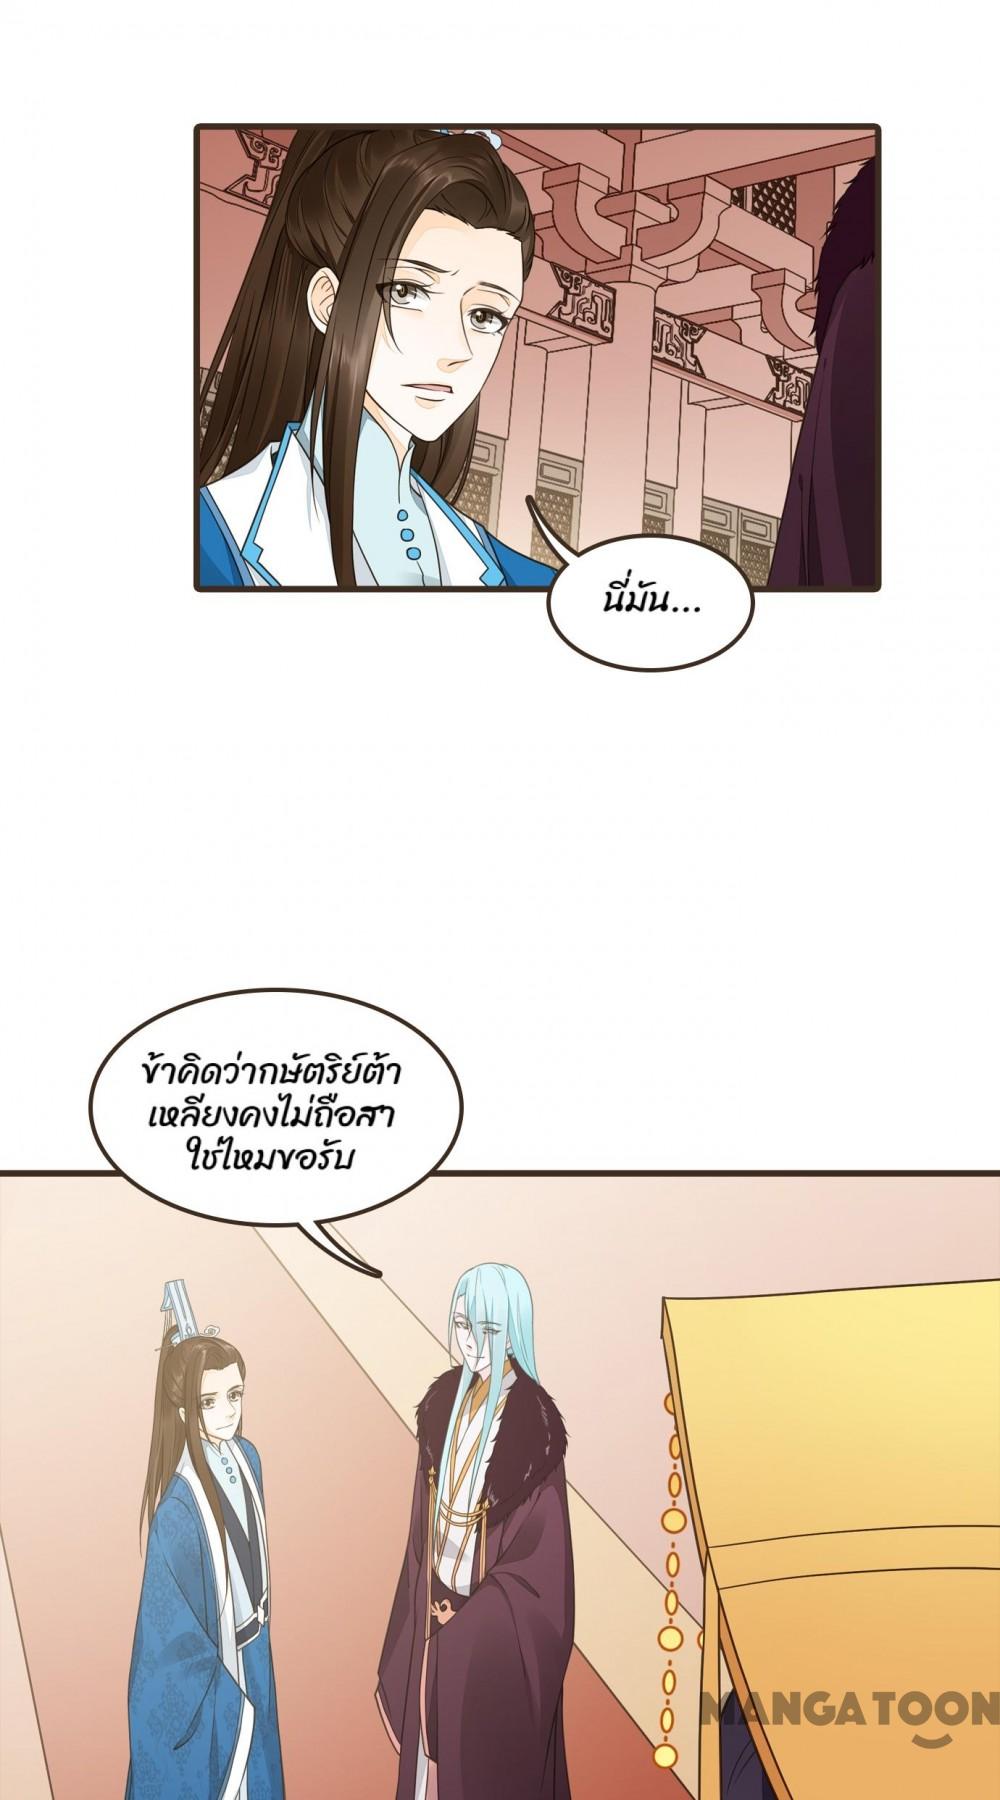 นี่มัน...
ข้าคิดว่ากษัตริย์ต้า
เหลียงคงไม่ถือสา
ใช่ไหมขอรับ
MANGATOON